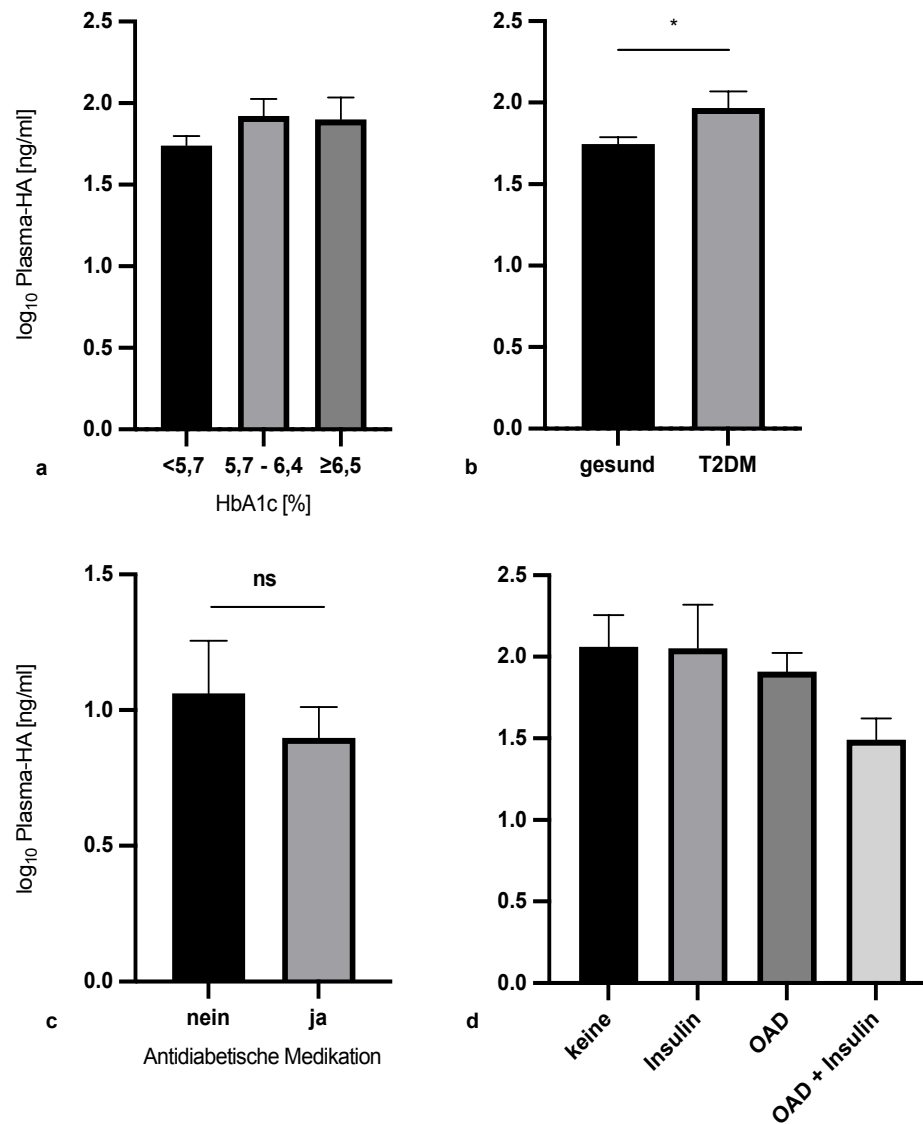 2.5
2.0
1.5
1.0
0.5
0.0
log₁₀ Plasma-HA [ng/ml]
<5,7 5,7 - 6,4 ≥6,5
HbA1c [%]
a
2.5
2.0
1.5
1.0
0.5
0.0
*
gesund T2DM
b
1.5
1.0
0.5
0.0
log₁₀ Plasma-HA [ng/ml]
ns
nein ja
Antidiabetische Medikation
c
2.5
2.0
1.5
1.0
0.5
0.0
keine
Insulin
OAD
OAD + Insulin
d